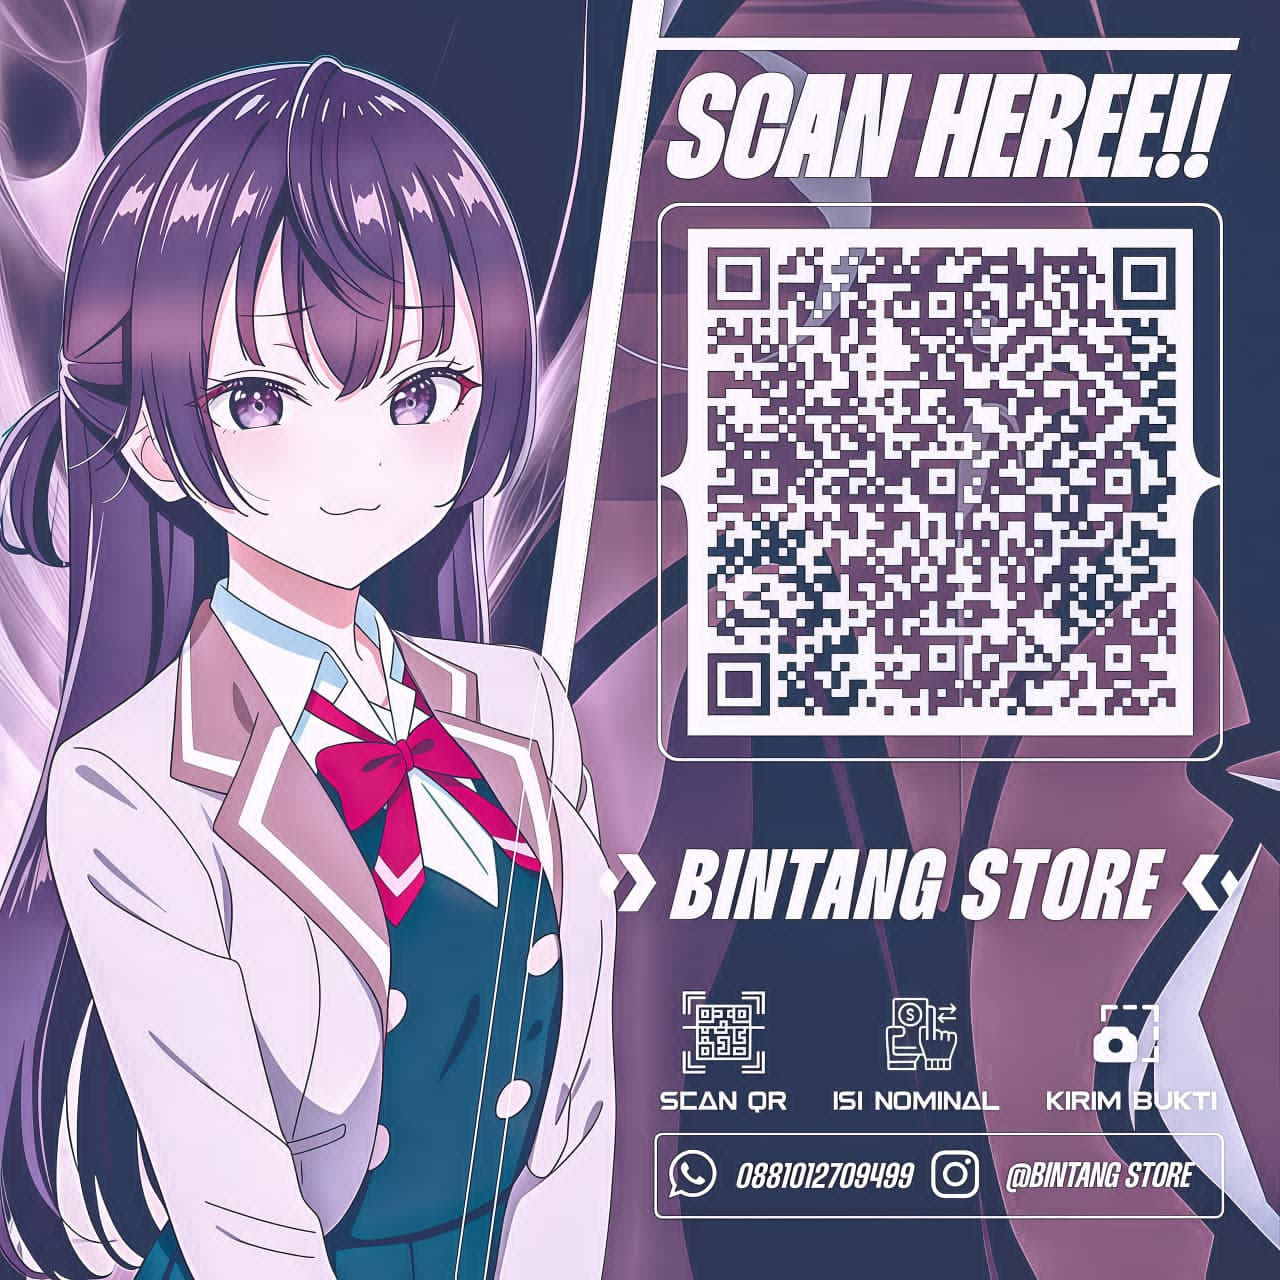 SCAN HEREE!!
BINTANG STORE
SCAN QR
ISI NOMINAL
KIRIM BUKTI
0881012709499
@BINTANG STORE